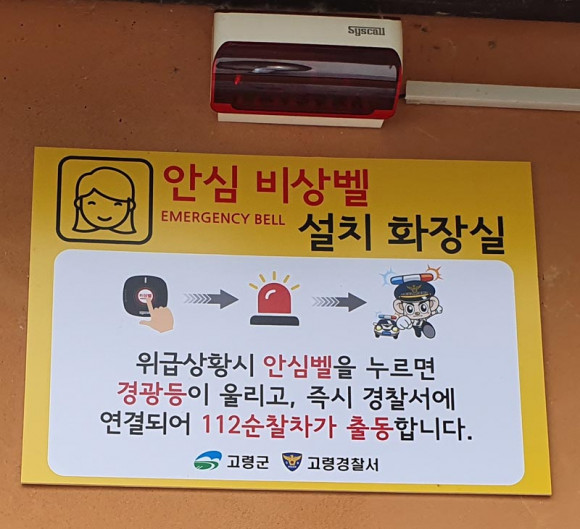 Syscall
안심 비상벨
EMERGENCY BELL
설치 화장실
위급상황시 안심벨을 누르면
경광등이 울리고, 즉시 경찰서에
연결되어 112순찰차가 출동합니다.
고령군 고령경찰서